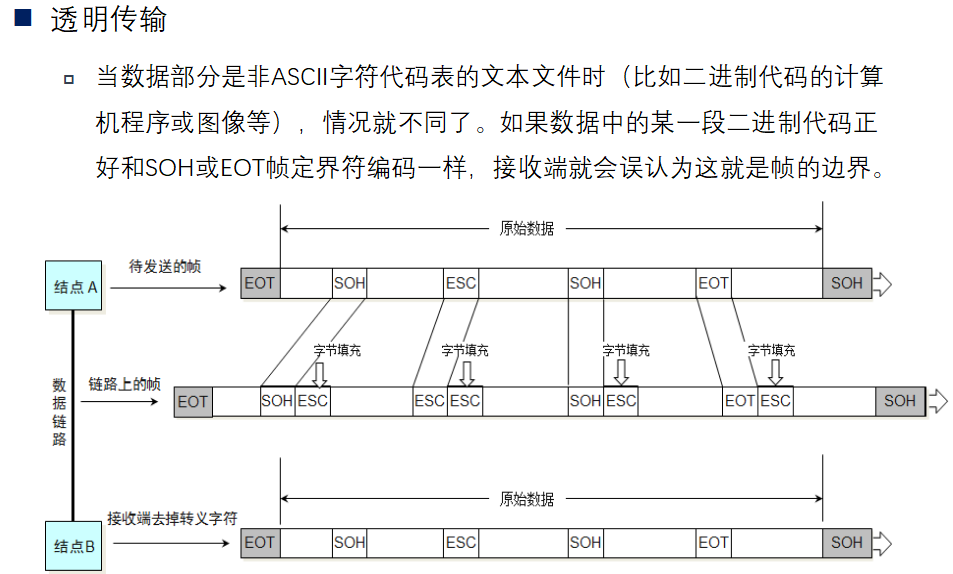 透明传输
当数据部分是非ASCII字符代码表的文本文件时（比如二进制代码的计算
机程序或图像等），情况就不同了。如果数据中的某一段二进制代码正
好和SOH或EOT帧定界符编码一样，接收端就会误认为这就是帧的边界。
原始数据
待发送的帧
结点 A
EOT SOH ESC SOH EOT SOH
字节填充 字节填充 字节填充 字节填充
数据链路
链路上的帧
EOT SOH ESC ESC ESC SOH ESC EOT ESC SOH
原始数据
接收端去掉转义字符
结点B
EOT SOH ESC SOH EOT SOH